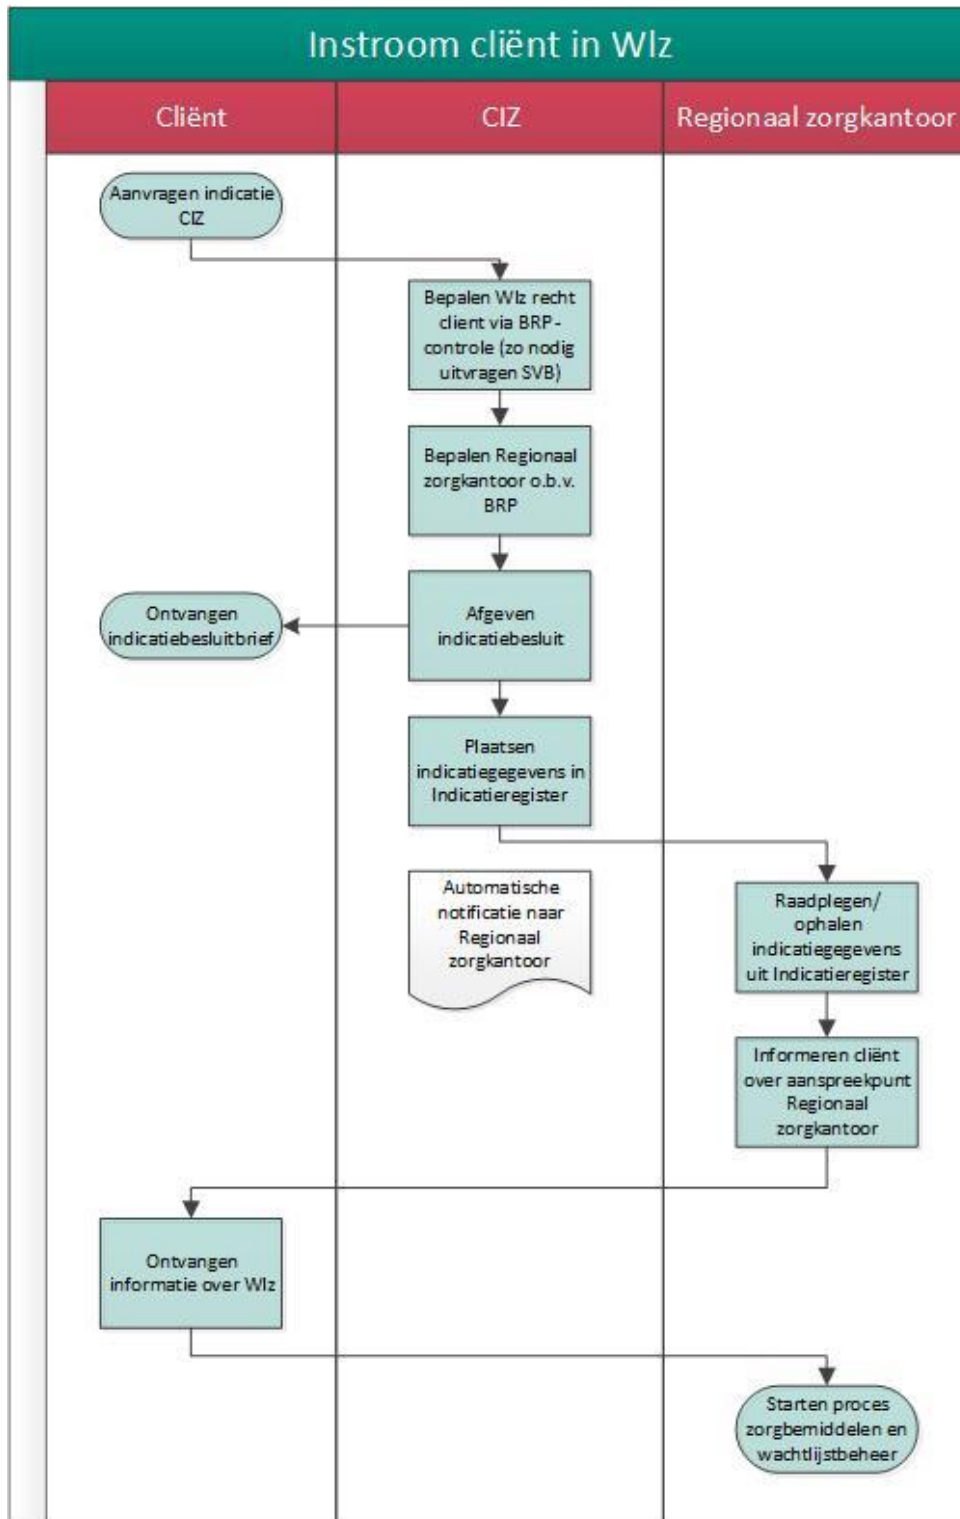 Instroom cliënt in Wlz
Cliënt
CIZ
Regionaal zorgkantoor
Aanvragen indicatie
CIZ
Bepalen Wlz recht
client via BRP-
controle (zo nodig
uitvragen SVB)
Bepalen Regionaal
zorgkantoor o.b.v.
BRP
Afgeven
indicatiebesluit
Ontvangen
indicatiebesluitbrief
Plaatsen
indicatiegegevens in
Indicatieregister
Automatische
notificatie naar
Regionaal
zorgkantoor
Raadplegen/
ophalen
indicatiegegevens
uit Indicatieregister
Informeren cliënt
over aanspreekpunt
Regionaal
zorgkantoor
Ontvangen
informatie over Wlz
Starten proces
zorgbemiddelen en
wachtlijstbeheer